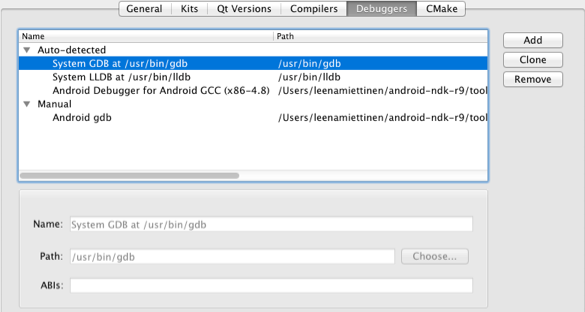 General Kits Qt Versions Compilers Debuggers CMake
Name Path
Auto-detected
System GDB at /usr/bin/gdb /usr/bin/gdb
System LLDB at /usr/bin/lldb /usr/bin/lldb
Android Debugger for Android GCC (x86-4.8) /Users/leenamiettinen/android-ndk-r9/tool
Manual
Android gdb /Users/leenamiettinen/android-ndk-r9/tool
Add
Clone
Remove
Name: System GDB at /usr/bin/gdb
Path: /usr/bin/gdb Choose...
ABIs: